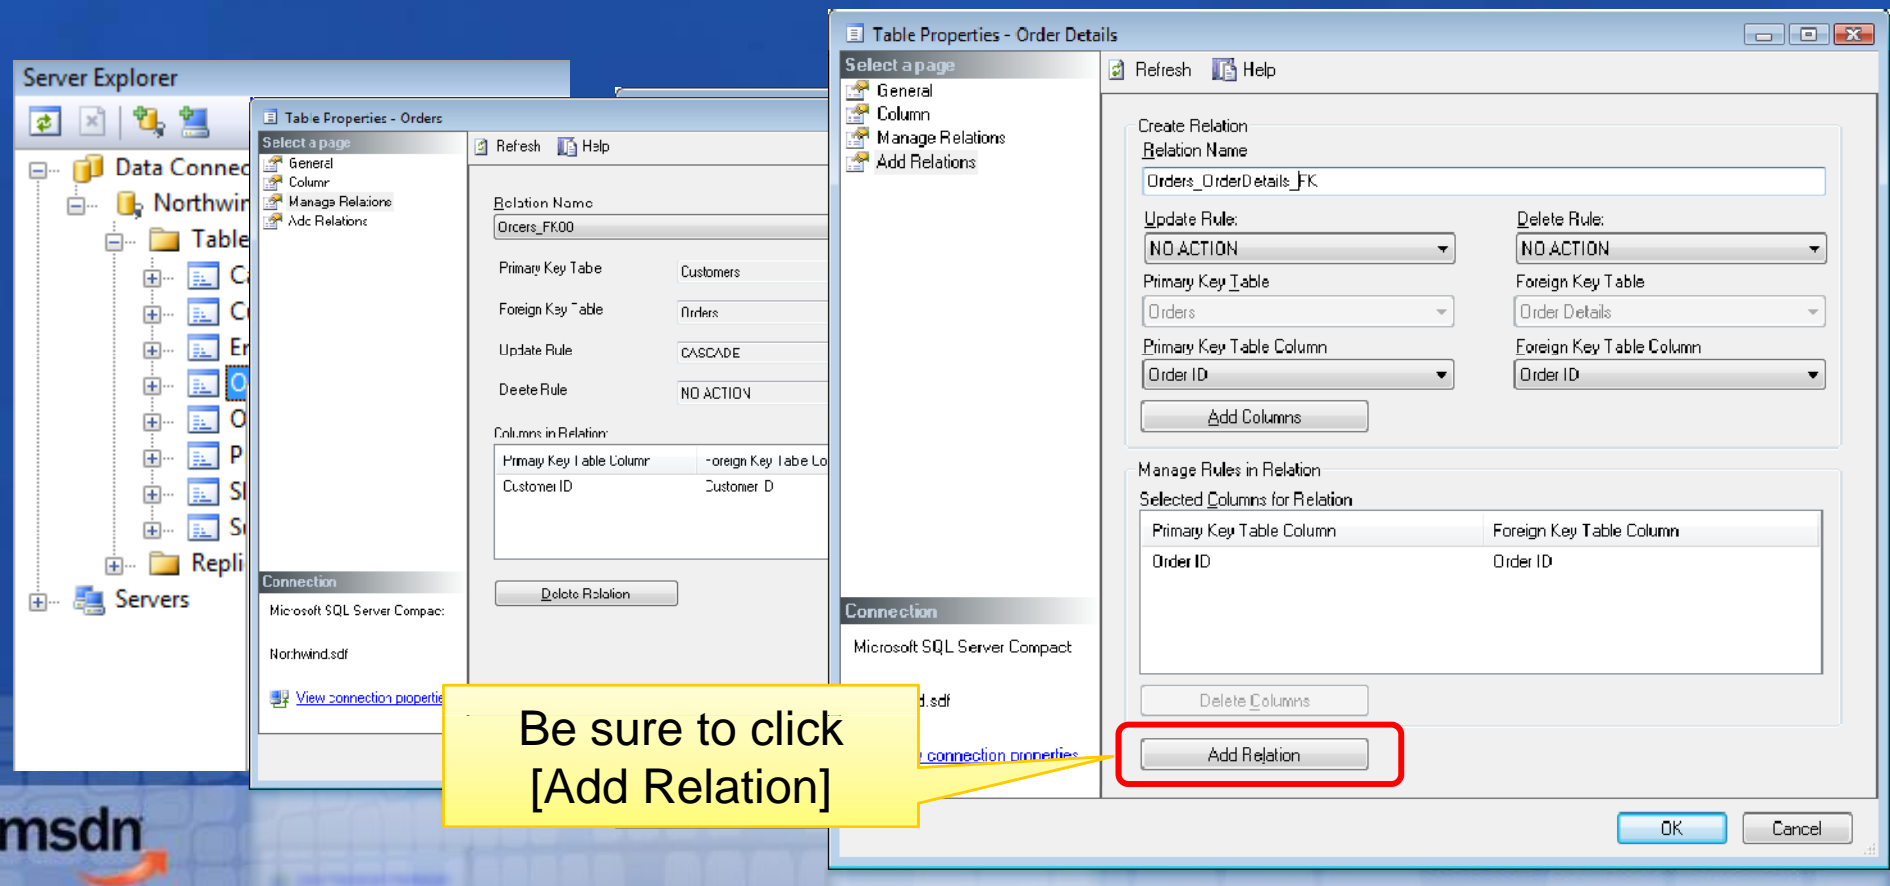 Server Explorer
Data Connec
Northwin
Table
Repli
Servers
Table Properties - Orders
Select a page
General
Column
Manage Relations
Add Relations
Connection
Microsoft SQL Server Compact
Northwind.sdf
View connection propertie
Refresh
Help
Relation Name
Orders_FK00
Primary Key Table
Customers
Foreign Key Table
Orders
Update Rule
CASCADE
Delete Rule
NO ACTION
Columns in Relation:
Primary Key Table Column
Foreign Key Table Co
Customer ID
Customer ID
Delete Relation
Table Properties - Order Details
Select a page
General
Column
Manage Relations
Add Relations
Connection
Microsoft SQL Server Compact
d.sdf
connection properties
Refresh
Help
Create Relation
Relation Name
Orders_OrderDetails_FK
Update Rule:
Delete Rule:
NO ACTION
NO ACTION
Primary Key Table
Foreign Key Table
Orders
Order Details
Primary Key Table Column
Foreign Key Table Column
Order ID
Order ID
Add Columns
Manage Rules in Relation
Selected Columns for Relation
Primary Key Table Column
Foreign Key Table Column
Order ID
Order ID
Delete Columns
Add Relation
OK
Cancel
Be sure to click
[Add Relation]
msdn